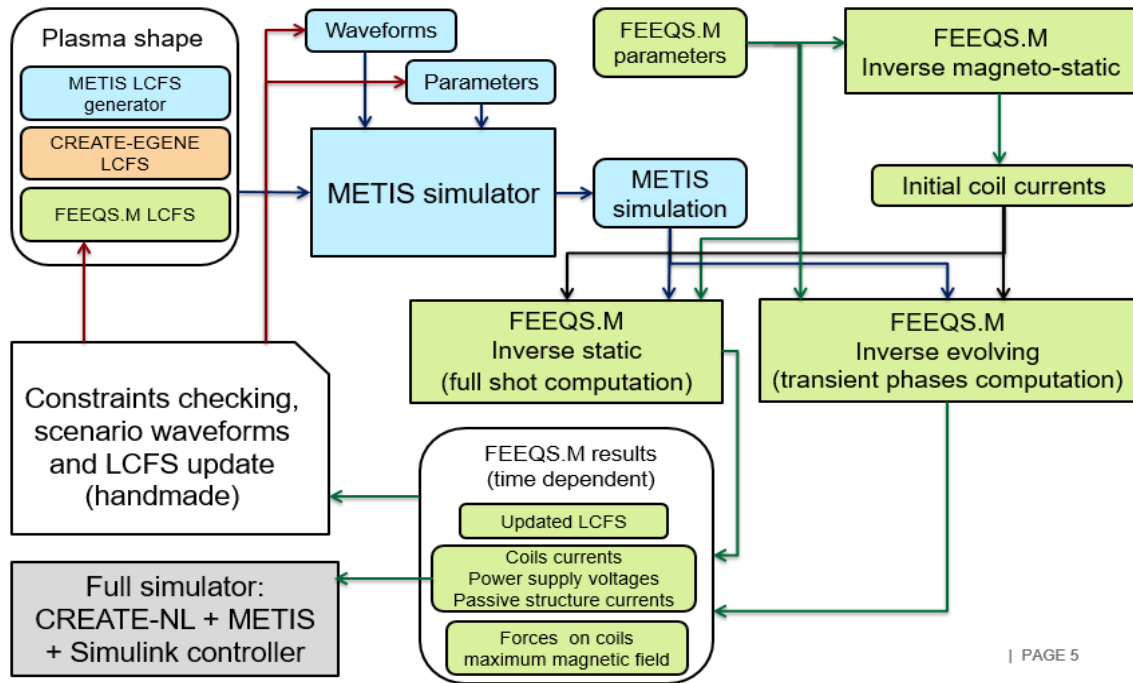 Plasma shape
METIS LCFS
generator
CREATE-EGENE
LCFS
FEEQS.M LCFS
Waveforms
Parameters
METIS simulator
METIS
simulation
FEEQS.M
parameters
FEEQS.M
Inverse magneto-static
Initial coil currents
FEEQS.M
Inverse static
(full shot computation)
FEEQS.M
Inverse evolving
(transient phases computation)
Constraints checking,
scenario waveforms
and LCFS update
(handmade)
FEEQS.M results
(time dependent)
Updated LCFS
Coils currents
Power supply voltages
Passive structure currents
Forces on coils
maximum magnetic field
Full simulator:
CREATE-NL + METIS
+ Simulink controller
| PAGE 5